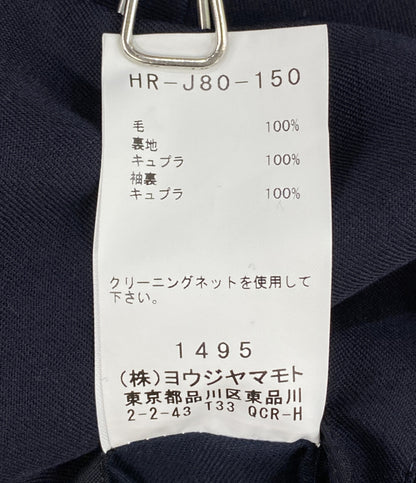 HR-J80-150
毛 100%
裏地
キュプラ 100%
袖裏
キュプラ 100%
クリーニングネットを使用して
下さい。
1495
(株)ヨウジヤマモト
東京都品川区東品川
2-2-43 T33 QCR-H